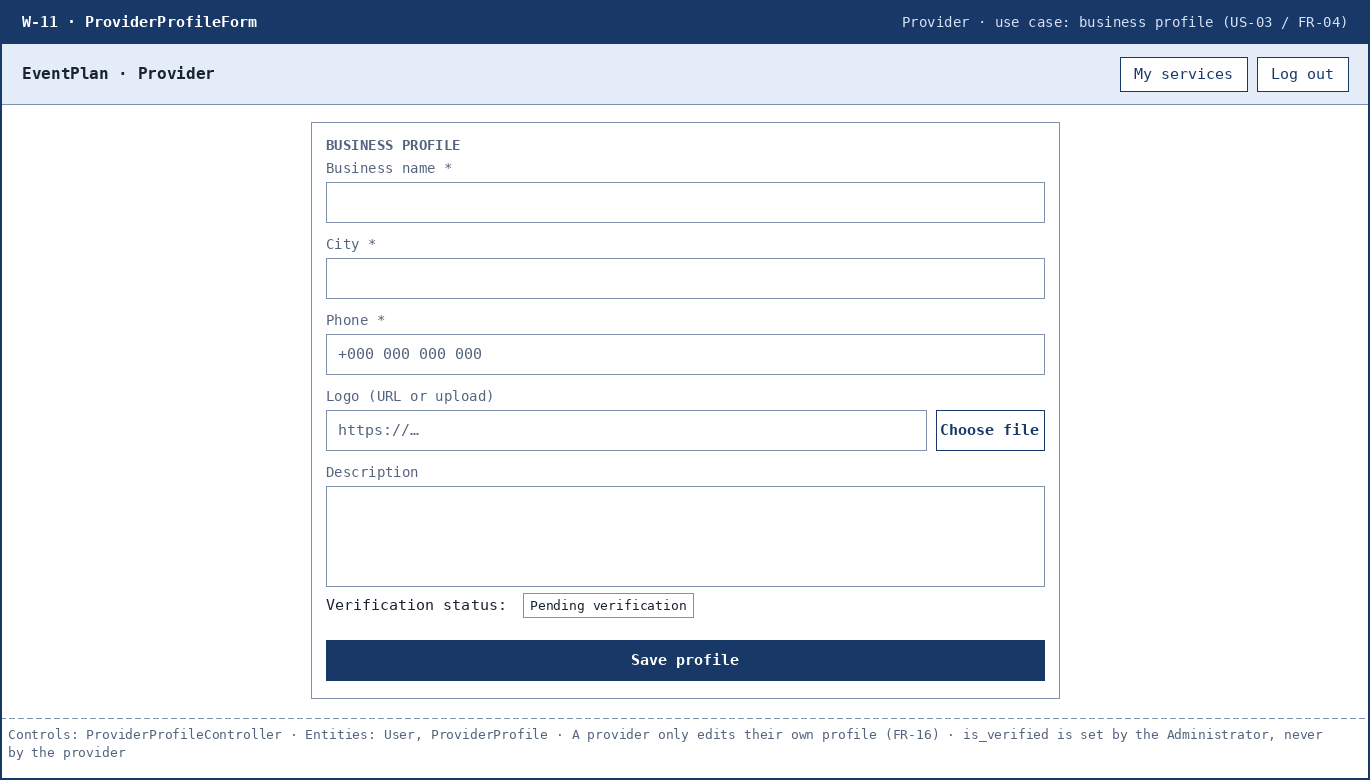 W-11 · ProviderProfileForm
Provider · use case: business profile (US-03 / FR-04)
EventPlan · Provider
My services
Log out
BUSINESS PROFILE
Business name *
City *
Phone *
+000 000 000 000
Logo (URL or upload)
https://…
Choose file
Description
Verification status:
Pending verification
Save profile
Controls: ProviderProfileController · Entities: User, ProviderProfile · A provider only edits their own profile (FR-16) · is_verified is set by the Administrator, never
by the provider